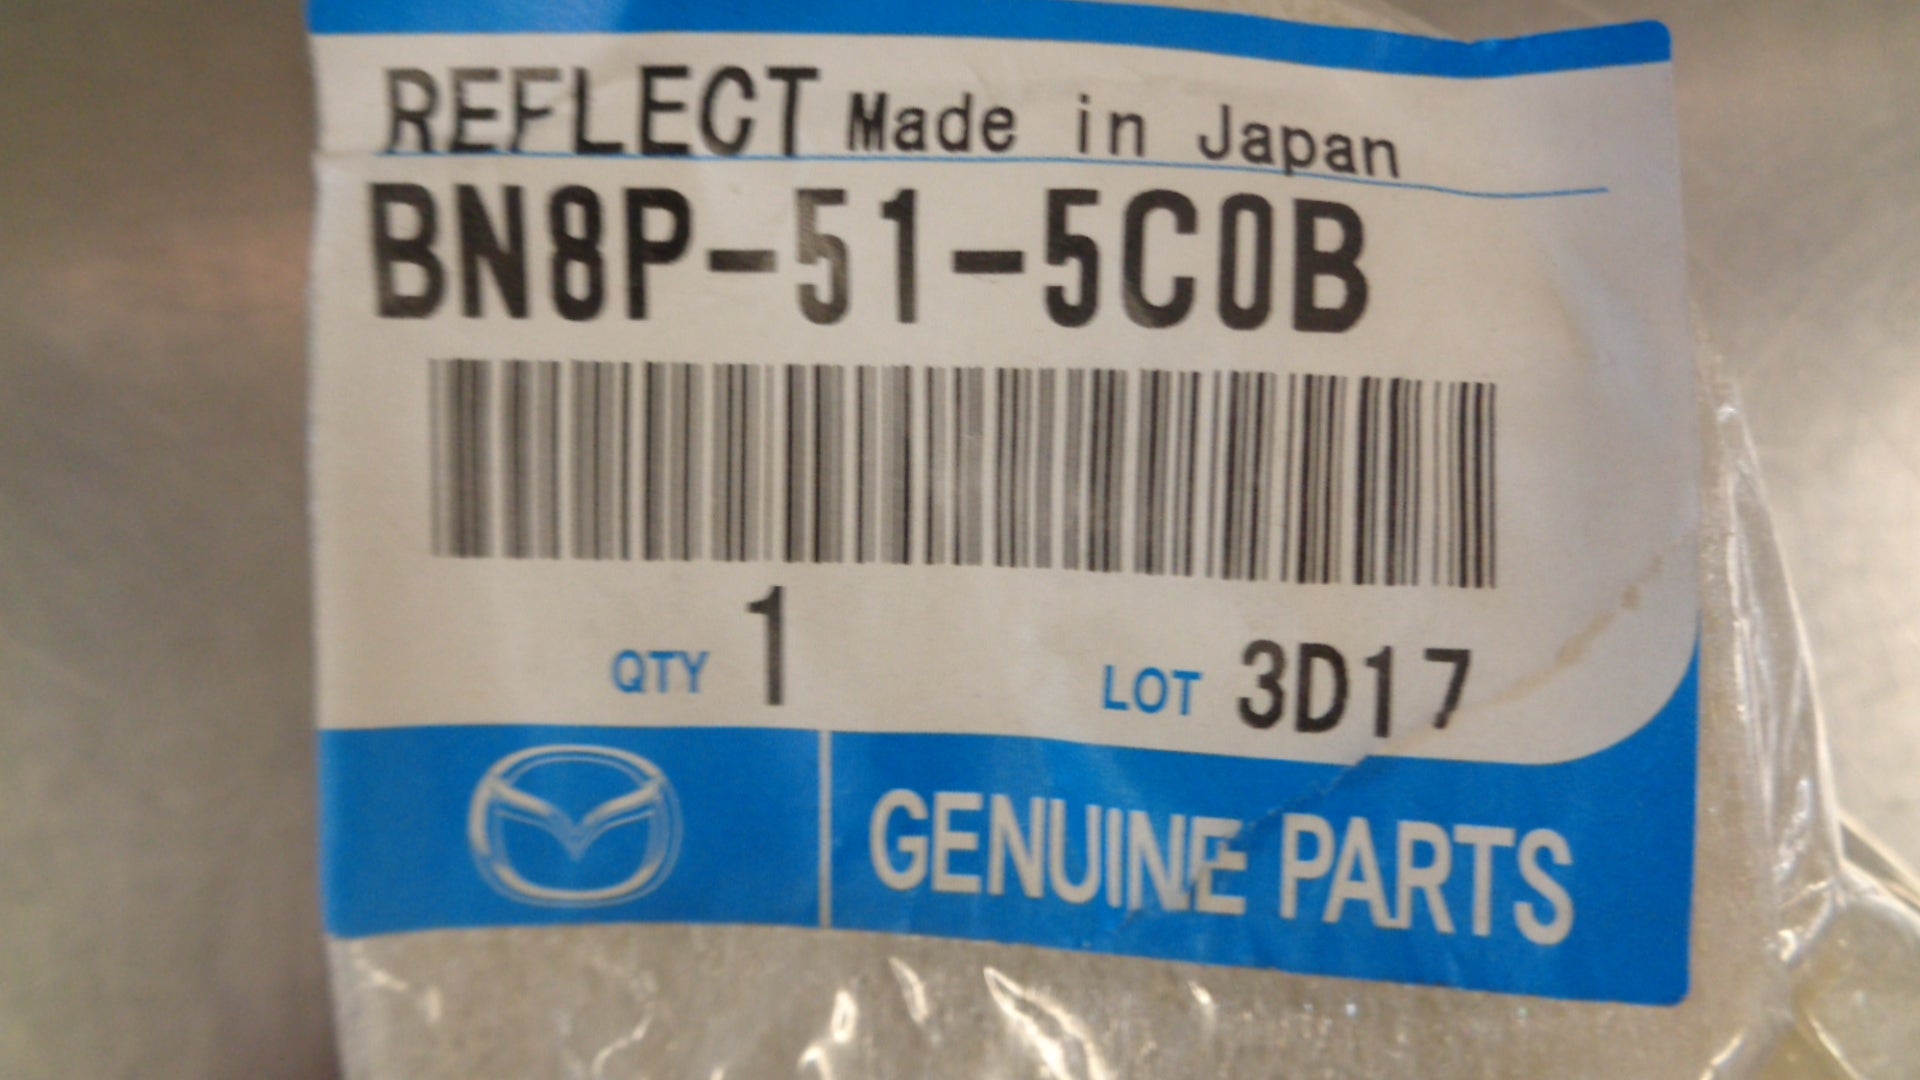 REFLECT Made in Japan
BN8P-51-5C0B
QTY 1 LOT 3D17
GENUINE PARTS